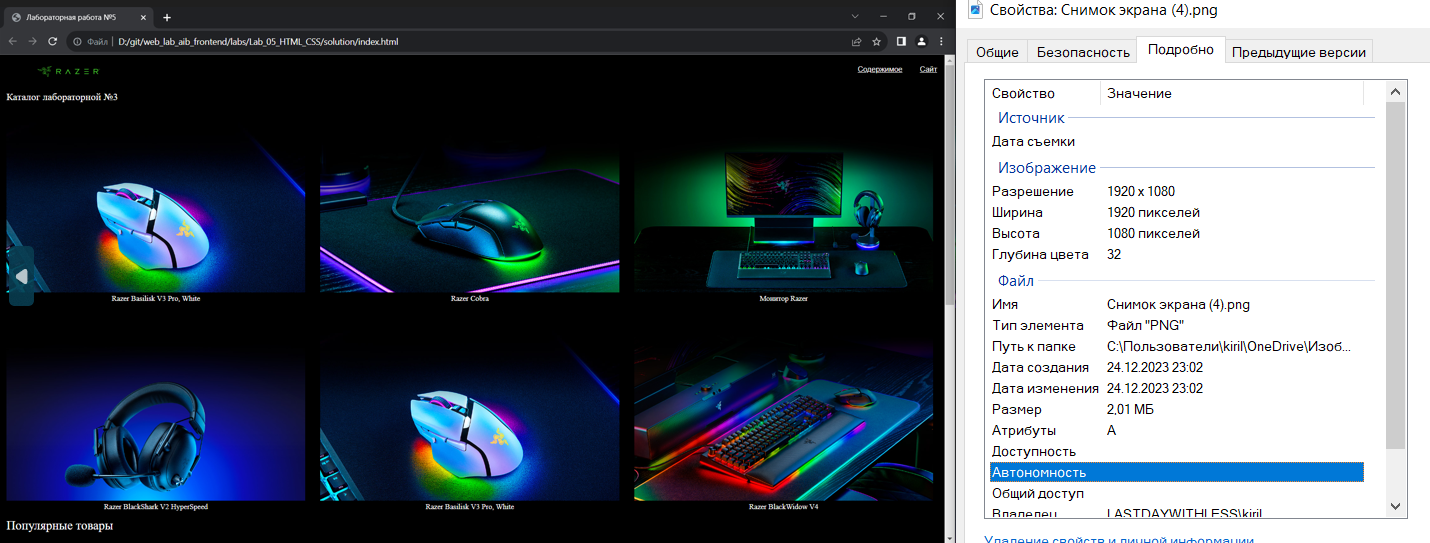 Лабораторная работа №5
Файл
D:/git/web_lab_aib_frontend/labs/Lab_05_HTML_CSS/solution/index.html
RAZER
Содержимое Сайт
Каталог лабораторной №3
Razer Basilisk V3 Pro, White
Razer Cobra
Монитор Razer
Razer BlackShark V2 HyperSpeed
Razer Basilisk V3 Pro, White
Razer BlackWidow V4
Популярные товары
Свойства: Снимок экрана (4).png
Общие Безопасность Подробно Предыдущие версии
Свойство Значение
Источник
Дата съемки
Изображение
Разрешение 1920 x 1080
Ширина 1920 пикселей
Высота 1080 пикселей
Глубина цвета 32
Файл
Имя Снимок экрана (4).png
Тип элемента Файл "PNG"
Путь к папке C:\Пользователи\kiril\OneDrive\Изоб...
Дата создания 24.12.2023 23:02
Дата изменения 24.12.2023 23:02
Размер 2,01 МБ
Атрибуты A
Доступность
Автономность
Общий доступ
Владелец LASTDAYWITHLESS\kiril
Удаление свойств и личной информации